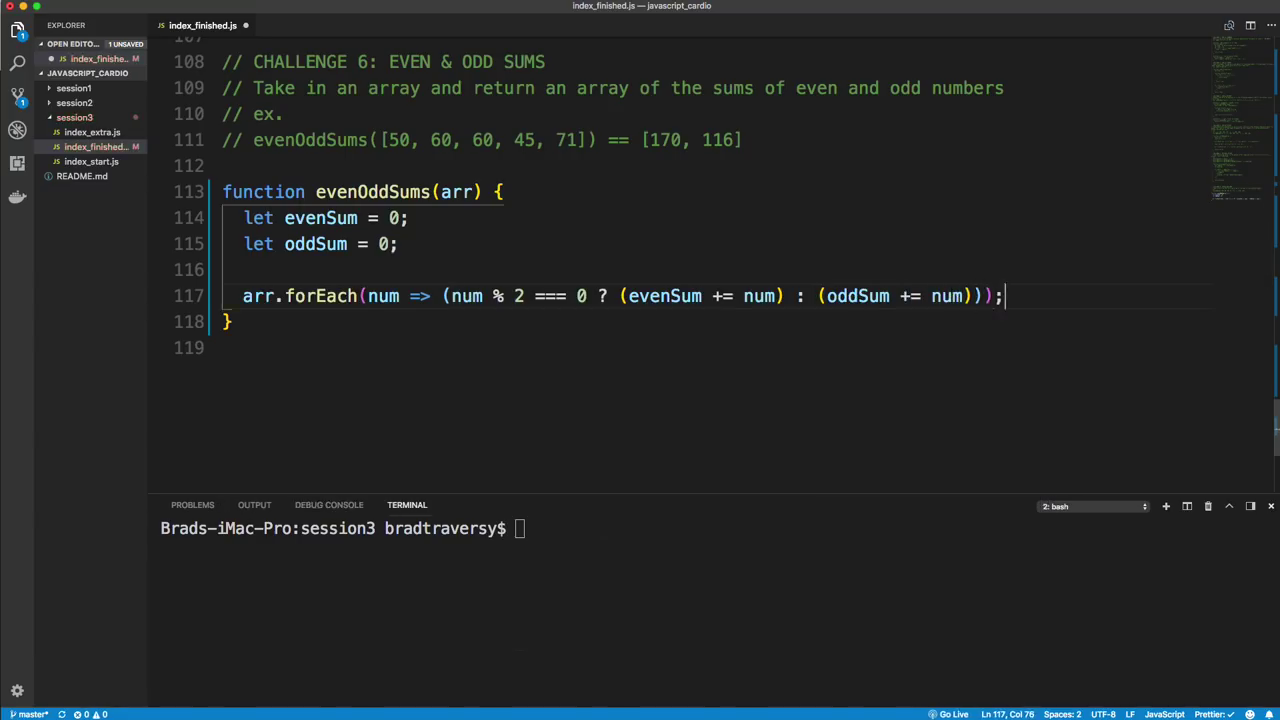 index_finished.js — javascript_cardio
EXPLORER
index_finished.js
OPEN EDITO... 1 UNSAVED
index_finishe... M
JAVASCRIPT_CARDIO
session1
session2
session3
index_extra.js
index_finished... M
index_start.js
README.md
1
1
107
108 // CHALLENGE 6: EVEN & ODD SUMS
109 // Take in an array and return an array of the sums of even and odd numbers
110 // ex.
111 // evenOddSums([50, 60, 60, 45, 71]) == [170, 116]
112
113 function evenOddSums(arr) {
114 let evenSum = 0;
115 let oddSum = 0;
116
117 arr.forEach(num => (num % 2 === 0 ? (evenSum += num) : (oddSum += num)));
118 }
119
PROBLEMS OUTPUT DEBUG CONSOLE TERMINAL 2: bash
Brads-iMac-Pro:session3 bradtraversy$
master* 0 0 Go Live Ln 117, Col 76 Spaces: 2 UTF-8 LF JavaScript Prettier: ✓